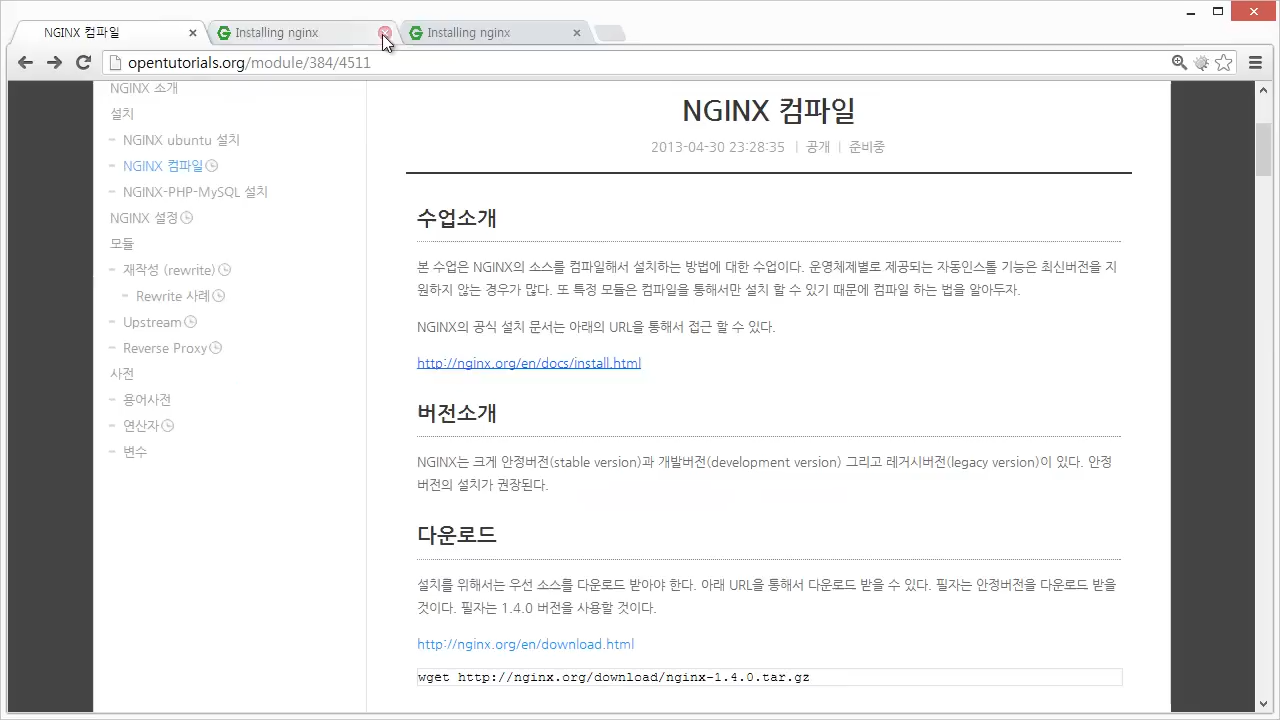 NGINX 컴파일
Installing nginx
Installing nginx
opentutorials.org/module/384/4511
NGINX 소개
설치
NGINX ubuntu 설치
NGINX 컴파일
NGINX-PHP-MySQL 설치
NGINX 설정
모듈
재작성 (rewrite)
Rewrite 사례
Upstream
Reverse Proxy
사전
용어사전
연산자
변수
NGINX 컴파일
2013-04-30 23:28:35 | 공개 | 준비중
수업소개
본 수업은 NGINX의 소스를 컴파일해서 설치하는 방법에 대한 수업이다. 운영체제별로 제공되는 자동인스톨 기능은 최신버전을 지
원하지 않는 경우가 많다. 또 특정 모듈은 컴파일을 통해서만 설치 할 수 있기 때문에 컴파일 하는 법을 알아두자.
NGINX의 공식 설치 문서는 아래의 URL을 통해서 접근 할 수 있다.
http://nginx.org/en/docs/install.html
버전소개
NGINX는 크게 안정버전(stable version)과 개발버전(development version) 그리고 레거시버전(legacy version)이 있다. 안정
버전의 설치가 권장된다.
다운로드
설치를 위해서는 우선 소스를 다운로드 받아야 한다. 아래 URL을 통해서 다운로드 받을 수 있다. 필자는 안정버전을 다운로드 받을
것이다. 필자는 1.4.0 버전을 사용할 것이다.
http://nginx.org/en/download.html
wget http://nginx.org/download/nginx-1.4.0.tar.gz